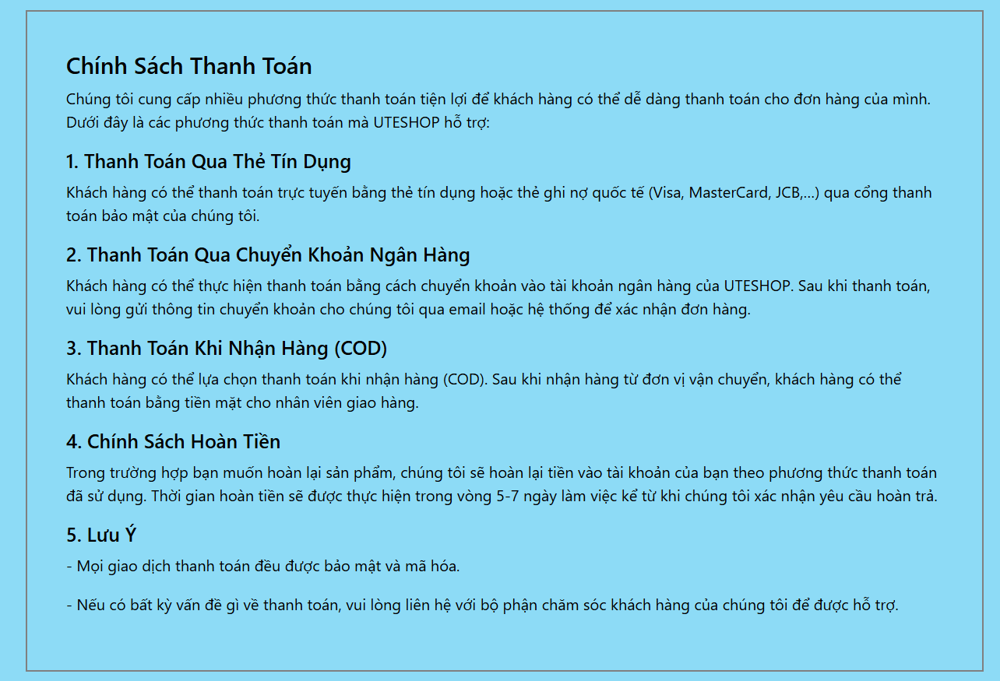 Chính Sách Thanh Toán
Chúng tôi cung cấp nhiều phương thức thanh toán tiện lợi để khách hàng có thể dễ dàng thanh toán cho đơn hàng của mình.
Dưới đây là các phương thức thanh toán mà UTESHOP hỗ trợ:
1. Thanh Toán Qua Thẻ Tín Dụng
Khách hàng có thể thanh toán trực tuyến bằng thẻ tín dụng hoặc thẻ ghi nợ quốc tế (Visa, MasterCard, JCB,...) qua cổng thanh
toán bảo mật của chúng tôi.
2. Thanh Toán Qua Chuyển Khoản Ngân Hàng
Khách hàng có thể thực hiện thanh toán bằng cách chuyển khoản vào tài khoản ngân hàng của UTESHOP. Sau khi thanh toán,
vui lòng gửi thông tin chuyển khoản cho chúng tôi qua email hoặc hệ thống để xác nhận đơn hàng.
3. Thanh Toán Khi Nhận Hàng (COD)
Khách hàng có thể lựa chọn thanh toán khi nhận hàng (COD). Sau khi nhận hàng từ đơn vị vận chuyển, khách hàng có thể
thanh toán bằng tiền mặt cho nhân viên giao hàng.
4. Chính Sách Hoàn Tiền
Trong trường hợp bạn muốn hoàn lại sản phẩm, chúng tôi sẽ hoàn lại tiền vào tài khoản của bạn theo phương thức thanh toán
đã sử dụng. Thời gian hoàn tiền sẽ được thực hiện trong vòng 5-7 ngày làm việc kể từ khi chúng tôi xác nhận yêu cầu hoàn trả.
5. Lưu Ý
- Mọi giao dịch thanh toán đều được bảo mật và mã hóa.
- Nếu có bất kỳ vấn đề gì về thanh toán, vui lòng liên hệ với bộ phận chăm sóc khách hàng của chúng tôi để được hỗ trợ.